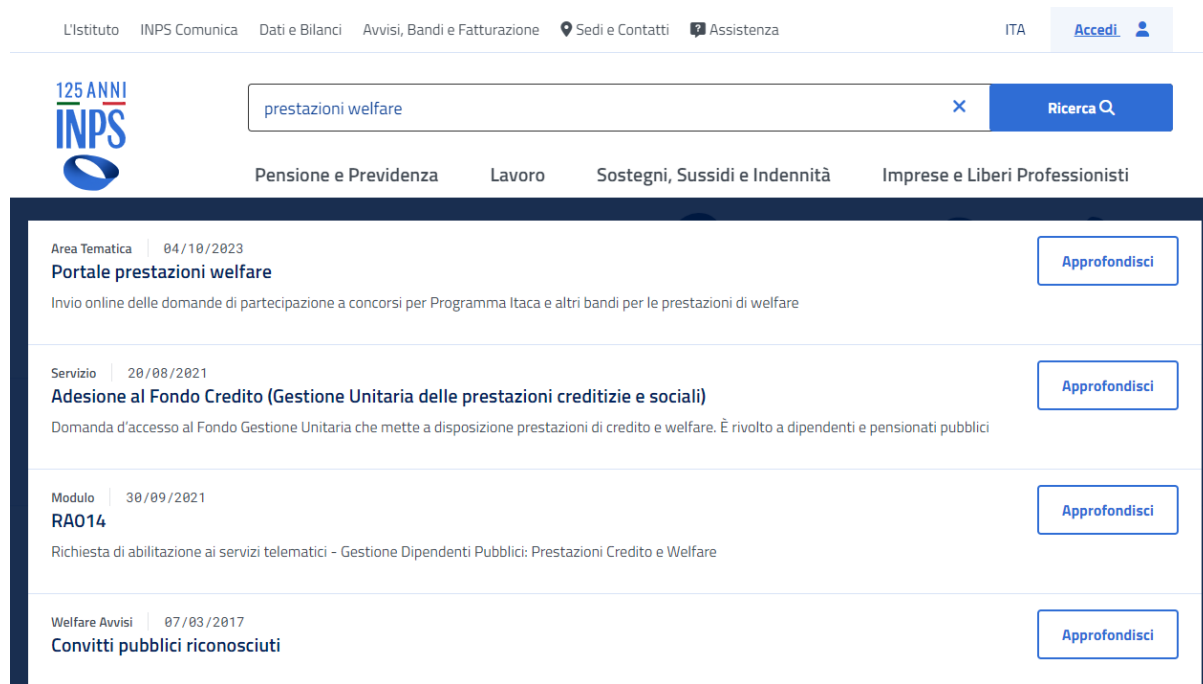 L'Istituto INPS Comunica Dati e Bilanci Avvisi, Bandi e Fatturazione Sedi e Contatti Assistenza ITA Accedi
125 ANNI
INPS
prestazioni welfare
Ricerca
Pensione e Previdenza Lavoro Sostegni, Sussidi e Indennità Imprese e Liberi Professionisti
Area Tematica 04/10/2023
Portale prestazioni welfare
Approfondisci
Invio online delle domande di partecipazione a concorsi per Programma Itaca e altri bandi per le prestazioni di welfare
Servizio 20/08/2021
Adesione al Fondo Credito (Gestione Unitaria delle prestazioni creditizie e sociali)
Approfondisci
Domanda d'accesso al Fondo Gestione Unitaria che mette a disposizione prestazioni di credito e welfare. È rivolto a dipendenti e pensionati pubblici
Modulo 30/09/2021
RA014
Approfondisci
Richiesta di abilitazione ai servizi telematici - Gestione Dipendenti Pubblici: Prestazioni Credito e Welfare
Welfare Avvisi 07/03/2017
Convitti pubblici riconosciuti
Approfondisci